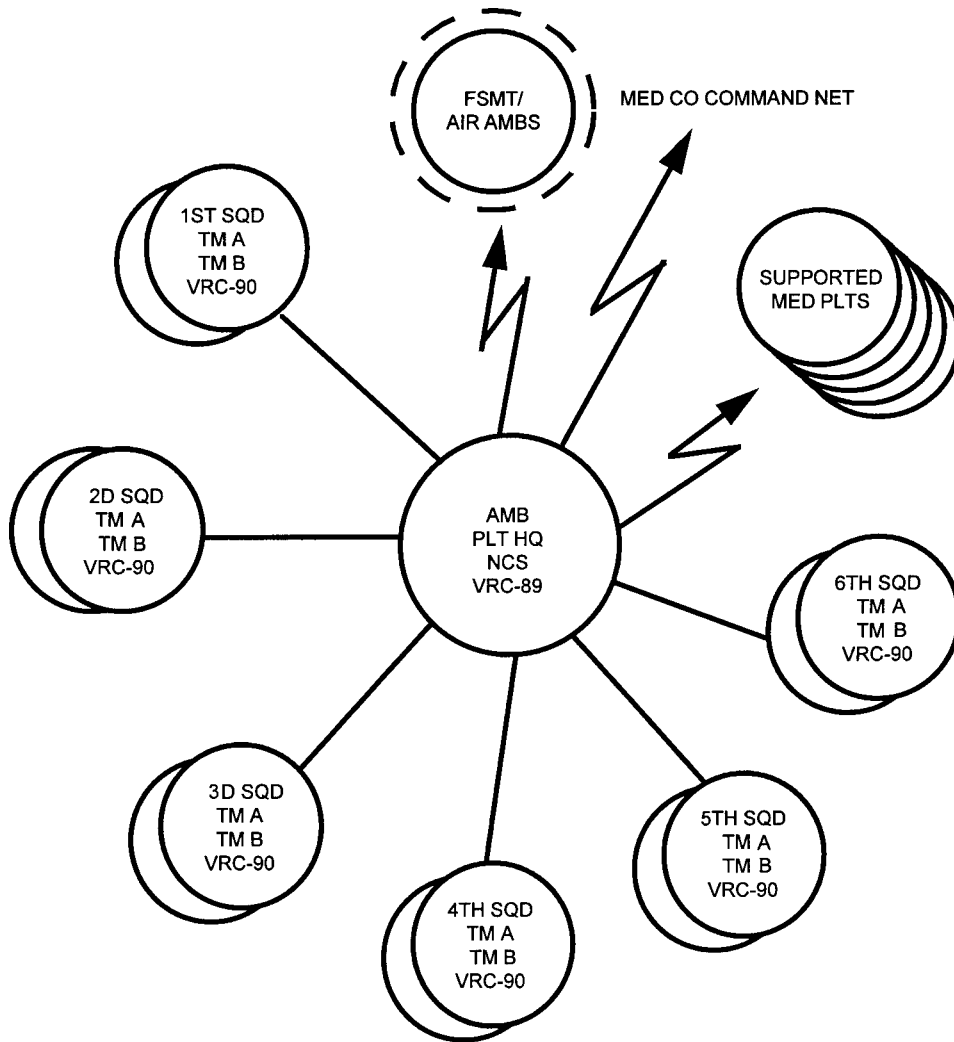 FSMT/
AIR AMBS
MED CO COMMAND NET
1ST SQD
TM A
TM B
VRC-90
SUPPORTED
MED PLTS
2D SQD
TM A
TM B
VRC-90
AMB
PLT HQ
NCS
VRC-89
6TH SQD
TM A
TM B
VRC-90
3D SQD
TM A
TM B
VRC-90
5TH SQD
TM A
TM B
VRC-90
4TH SQD
TM A
TM B
VRC-90